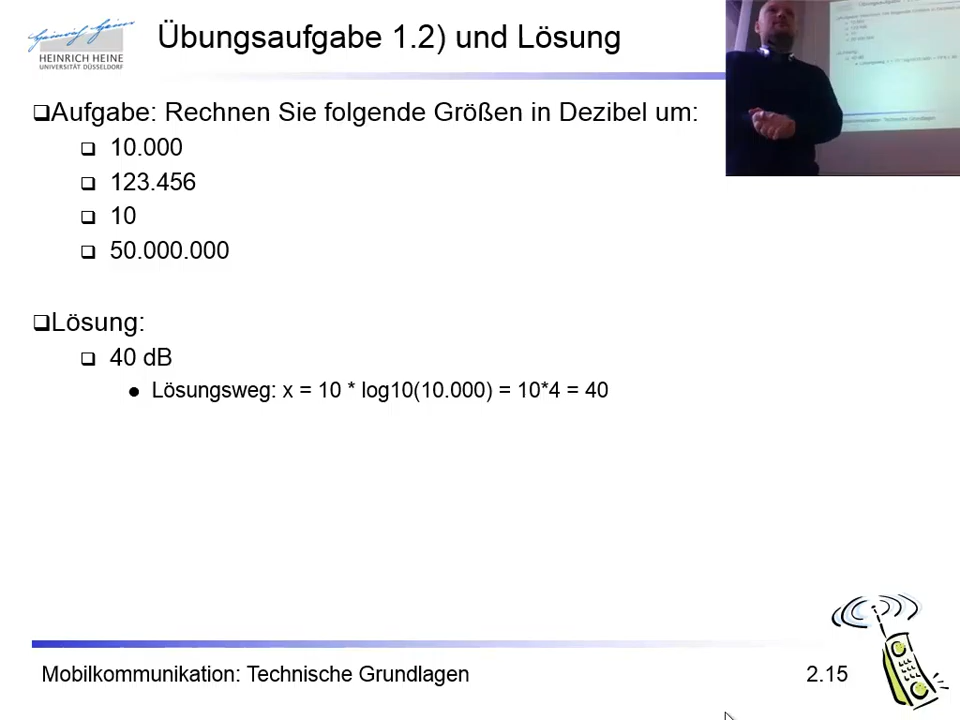 Heinrich Heine
HEINRICH HEINE
UNIVERSITÄT DÜSSELDORF
Übungsaufgabe 1.2) und Lösung
Aufgabe: Rechnen Sie folgende Größen in Dezibel um:
10.000
123.456
10
50.000.000
Lösung:
40 dB
Lösungsweg: x = 10 * log10(10.000) = 10*4 = 40
Mobilkommunikation: Technische Grundlagen
2.15